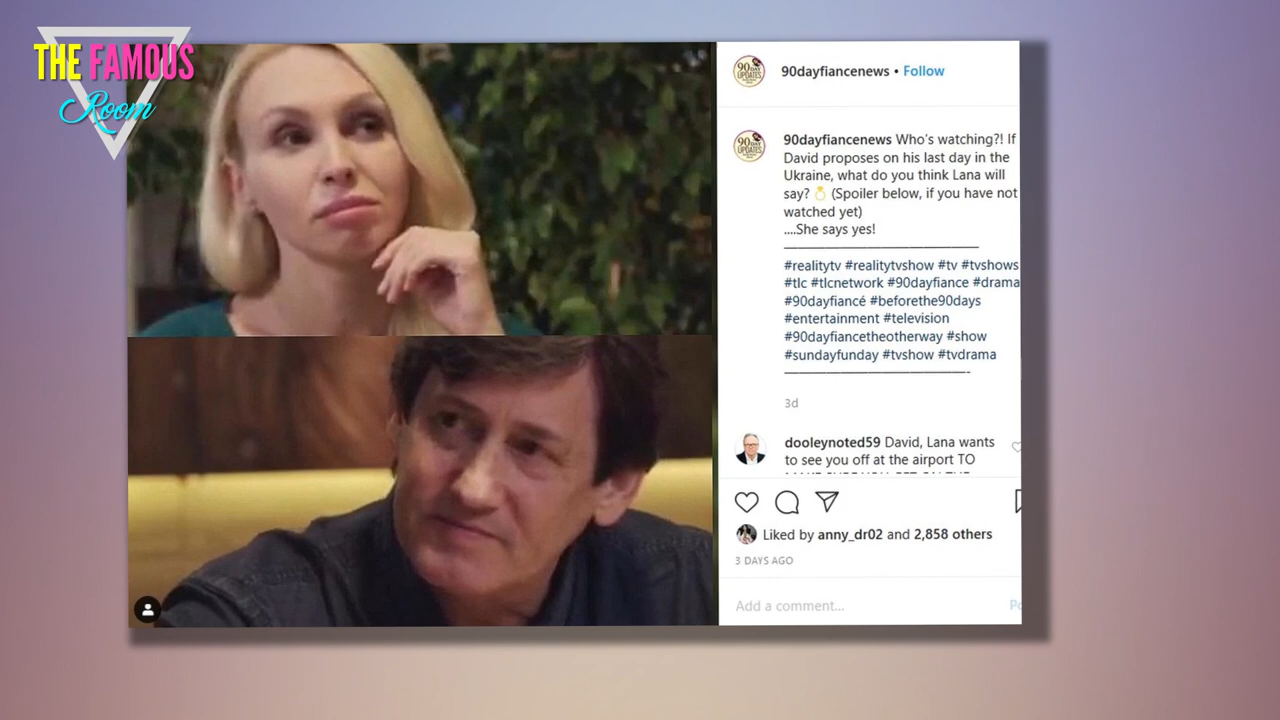 THE FAMOUS
Room
90dayfiancenews • Follow
90dayfiancenews Who's watching?! If
David proposes on his last day in the
Ukraine, what do you think Lana will
say? 💍 (Spoiler below, if you have not
watched yet)
....She says yes!
#realitytv #realitytvshow #tv #tvshows
#tlc #tlcnetwork #90dayfiance #drama
#90dayfiancé #beforethe90days
#entertainment #television
#90dayfiancetheotherway #show
#sundayfunday #tvshow #tvdrama
3d
dooleynoted59 David, Lana wants
to see you off at the airport TO
Liked by anny_dr02 and 2,858 others
3 DAYS AGO
Add a comment...